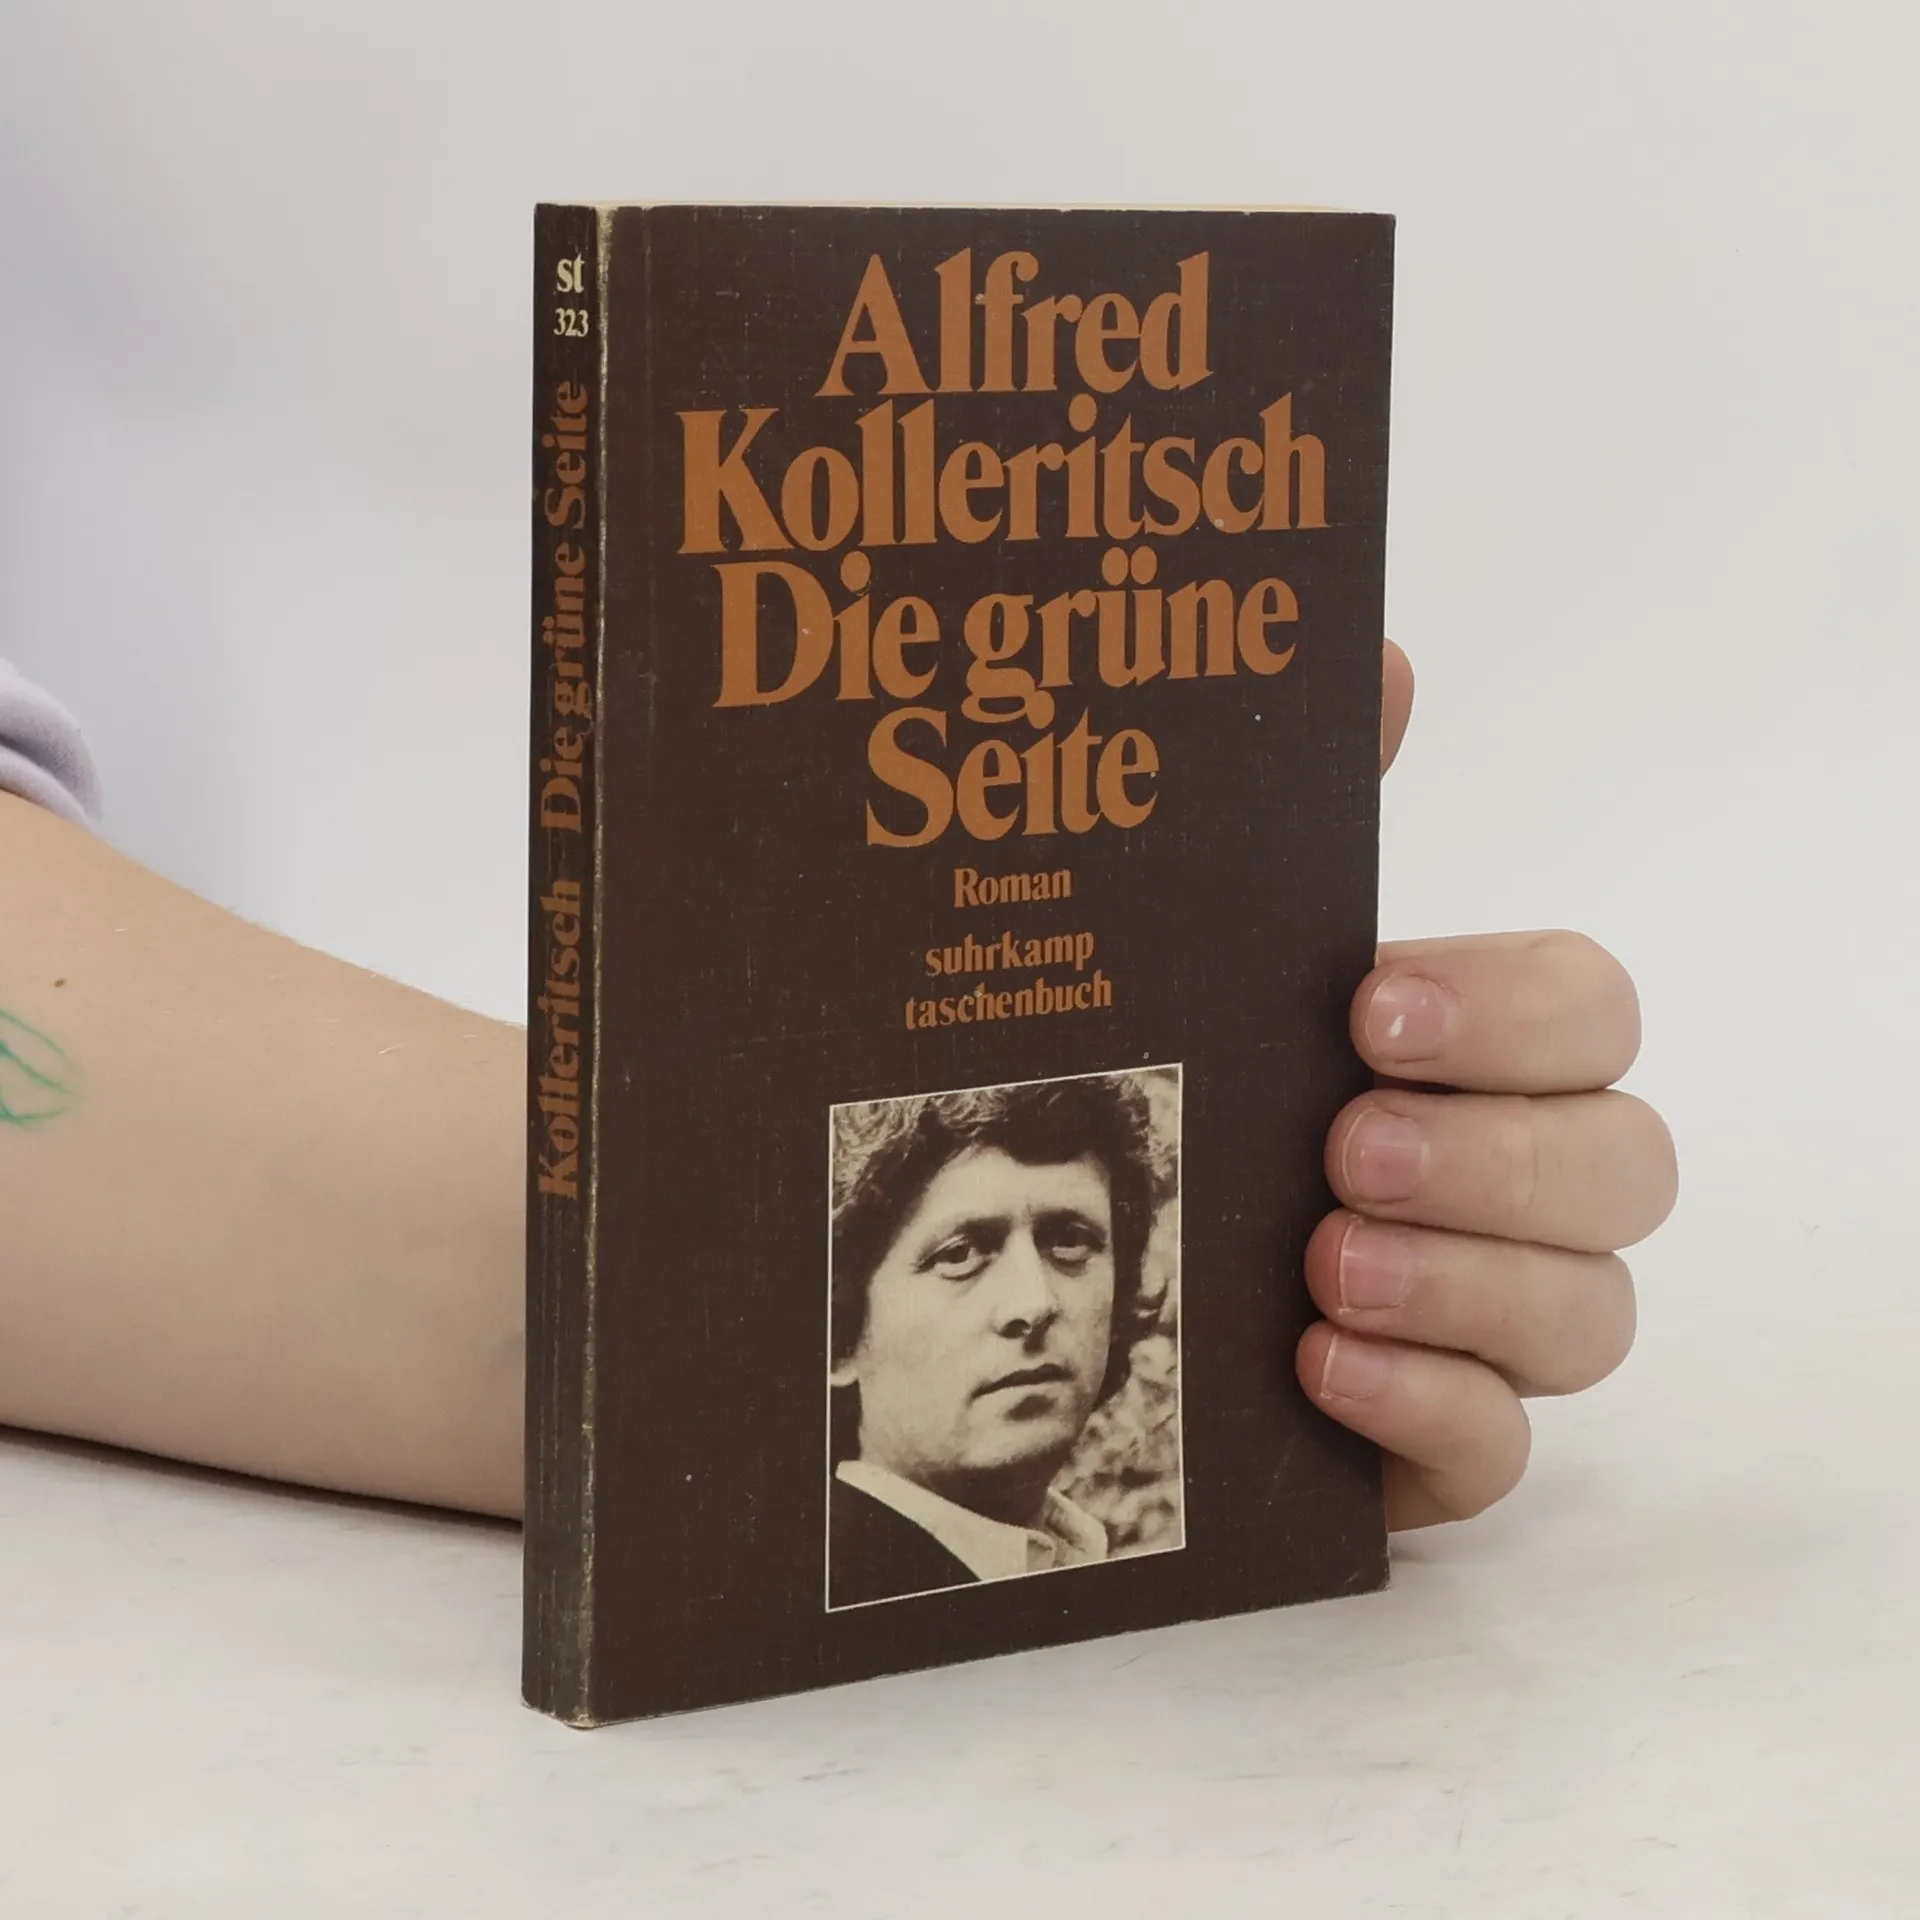 st
323
Kolleritsch Die grüne Seite
Alfred
Kolleritsch
Die grüne
Seite
Roman
suhrkamp
taschenbuch